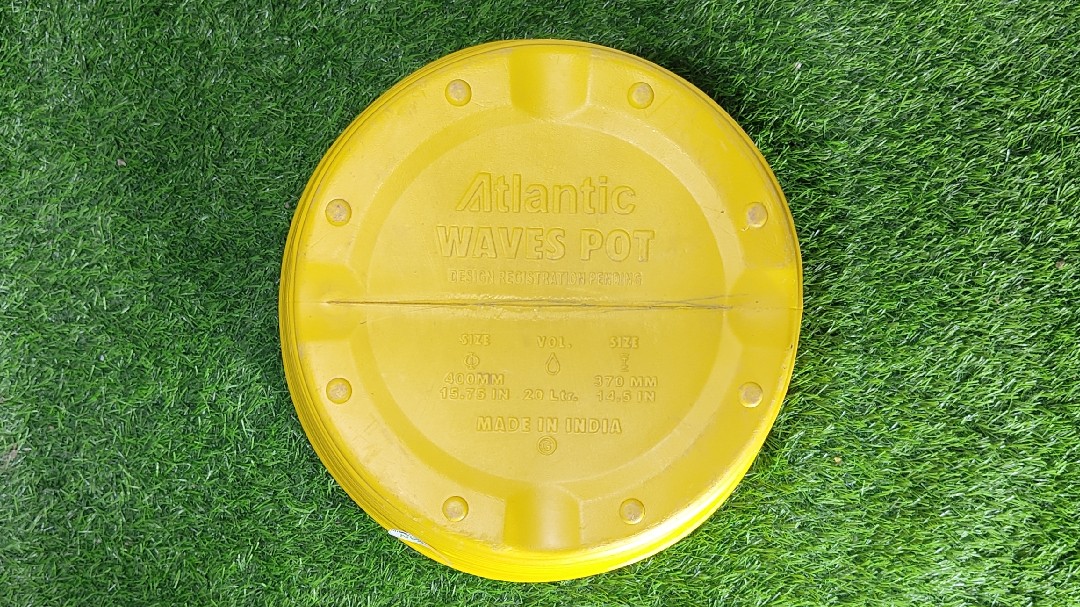 Atlantic
WAVES POT
DESIGN REGISTRATION PENDING
SIZE VOL. SIZE
400MM 370 MM
15.75 IN 20 Ltr. 14.5 IN
MADE IN INDIA